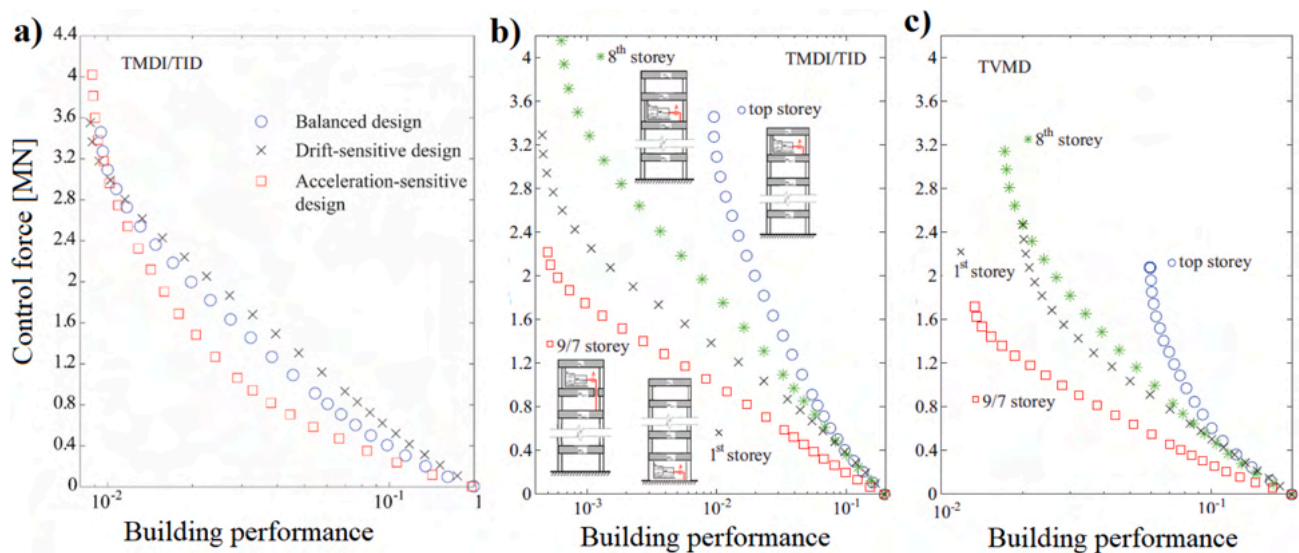 a)
TMDI/TID
Balanced design
Drift-sensitive design
Acceleration-sensitive
design
Control force [MN]
4.4
4
3.6
3.2
2.8
2.4
2.0
1.6
1.2
0.8
0.4
0
10⁻²
10⁻¹
10⁰
Building performance
b)
TMDI/TID
8th storey
top storey
9/7 storey
1st storey
4
3.6
3.2
2.8
2.4
2
1.6
1.2
0.8
0.4
0
10⁻³
10⁻²
10⁻¹
Building performance
c)
TVMD
8th storey
1st storey
top storey
9/7 storey
4
3.6
3.2
2.8
2.4
2
1.6
1.2
0.8
0.4
0
10⁻²
10⁻¹
Building performance